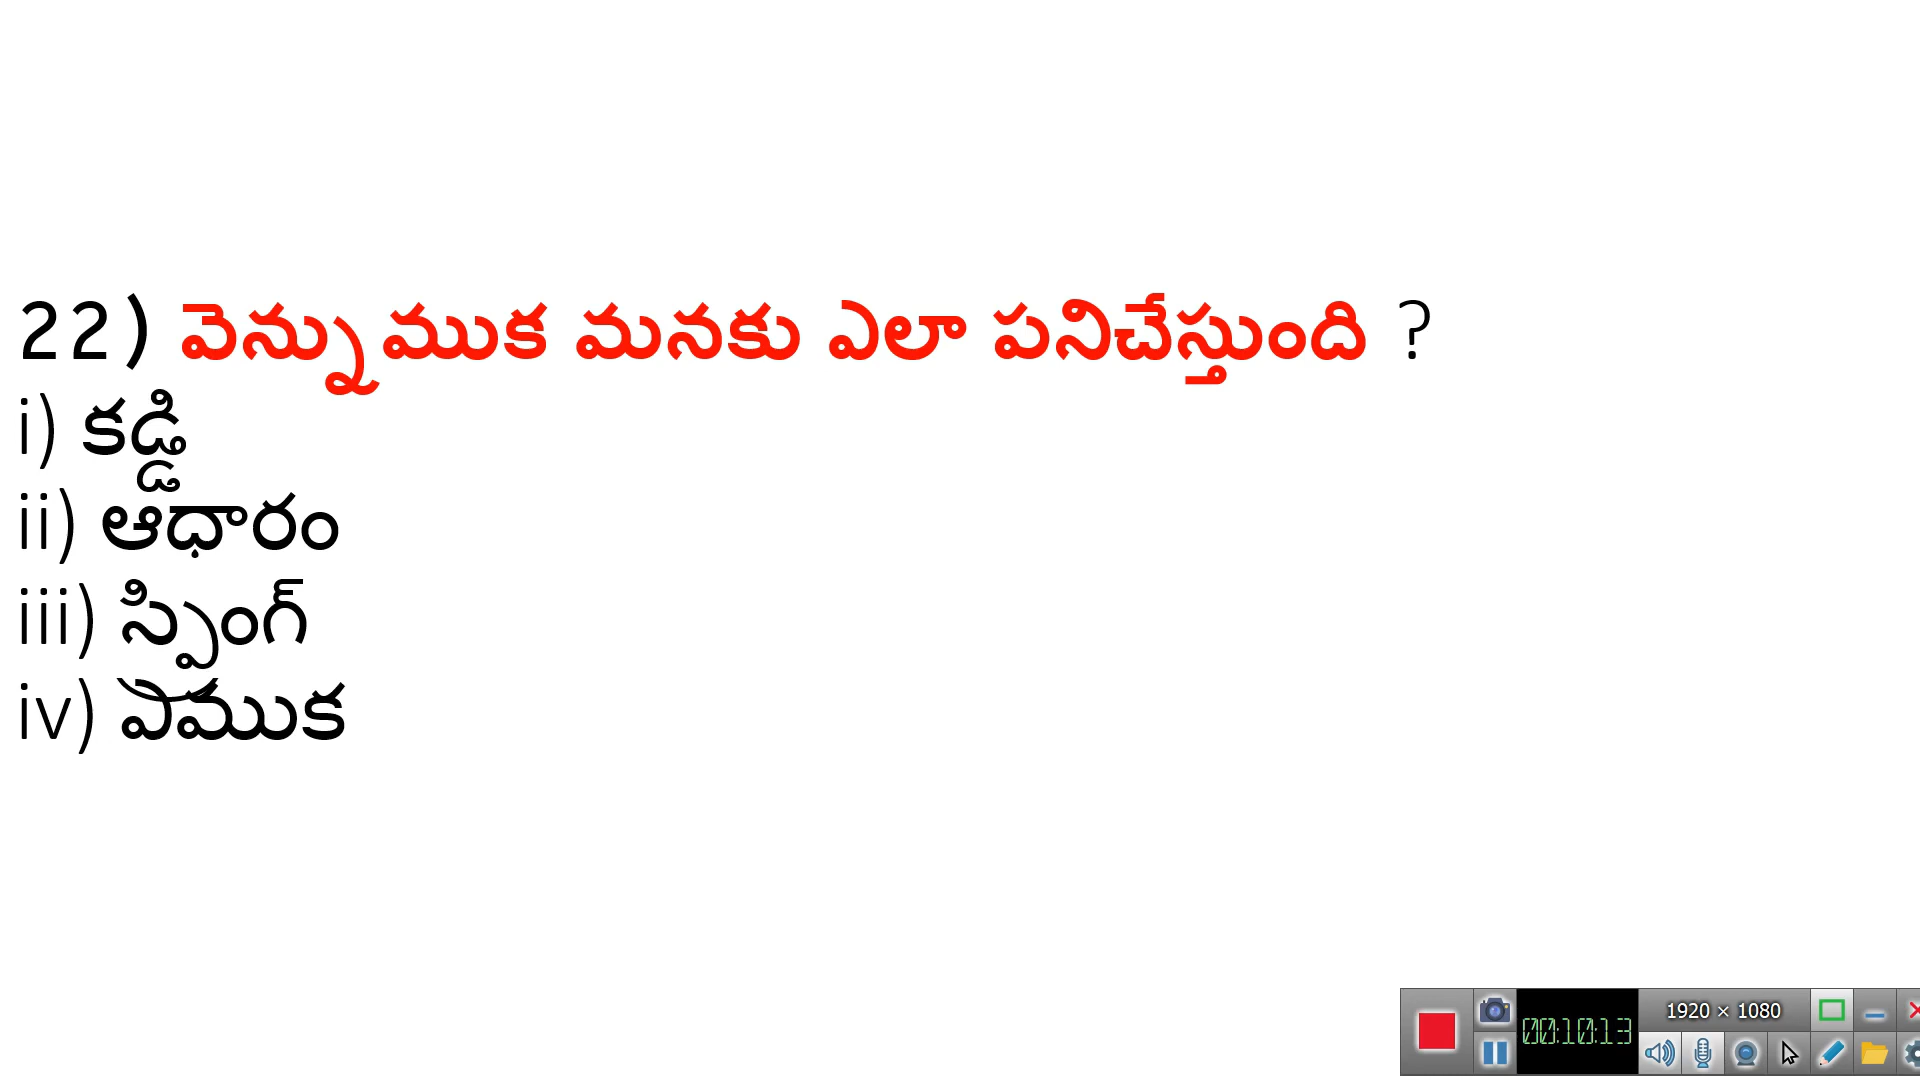 22) వెన్నుముక మనకు ఎలా పనిచేస్తుంది ?
i) కడ్డి
ii) ఆధారం
iii) స్ప్రింగ్
iv) ఎముక
1920 × 1080
00:10:13